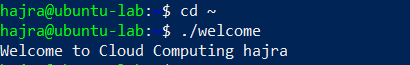 hajra@ubuntu-lab:~$ cd ~
hajra@ubuntu-lab:~$ ./welcome
Welcome to Cloud Computing hajra